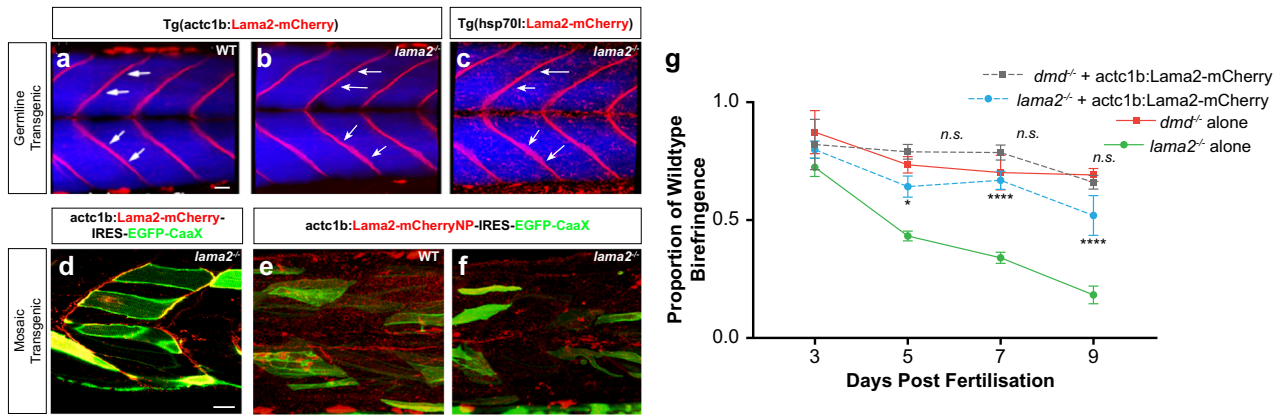 Tg(actc1b:Lama2-mCherry)
Tg(hsp70l:Lama2-mCherry)
Germline
Transgenic
a
WT
b
lama2-/-
c
lama2-/-
actc1b:Lama2-mCherry-
IRES-EGFP-CaaX
actc1b:Lama2-mCherryNP-IRES-EGFP-CaaX
Mosaic
Transgenic
d
lama2-/-
e
WT
f
lama2-/-
g
dmd-/- + actc1b:Lama2-mCherry
lama2-/- + actc1b:Lama2-mCherry
dmd-/- alone
lama2-/- alone
Proportion of Wildtype
Birefringence
1.0
0.5
0.0
n.s.
n.s.
n.s.
*
****
****
3
5
7
9
Days Post Fertilisation